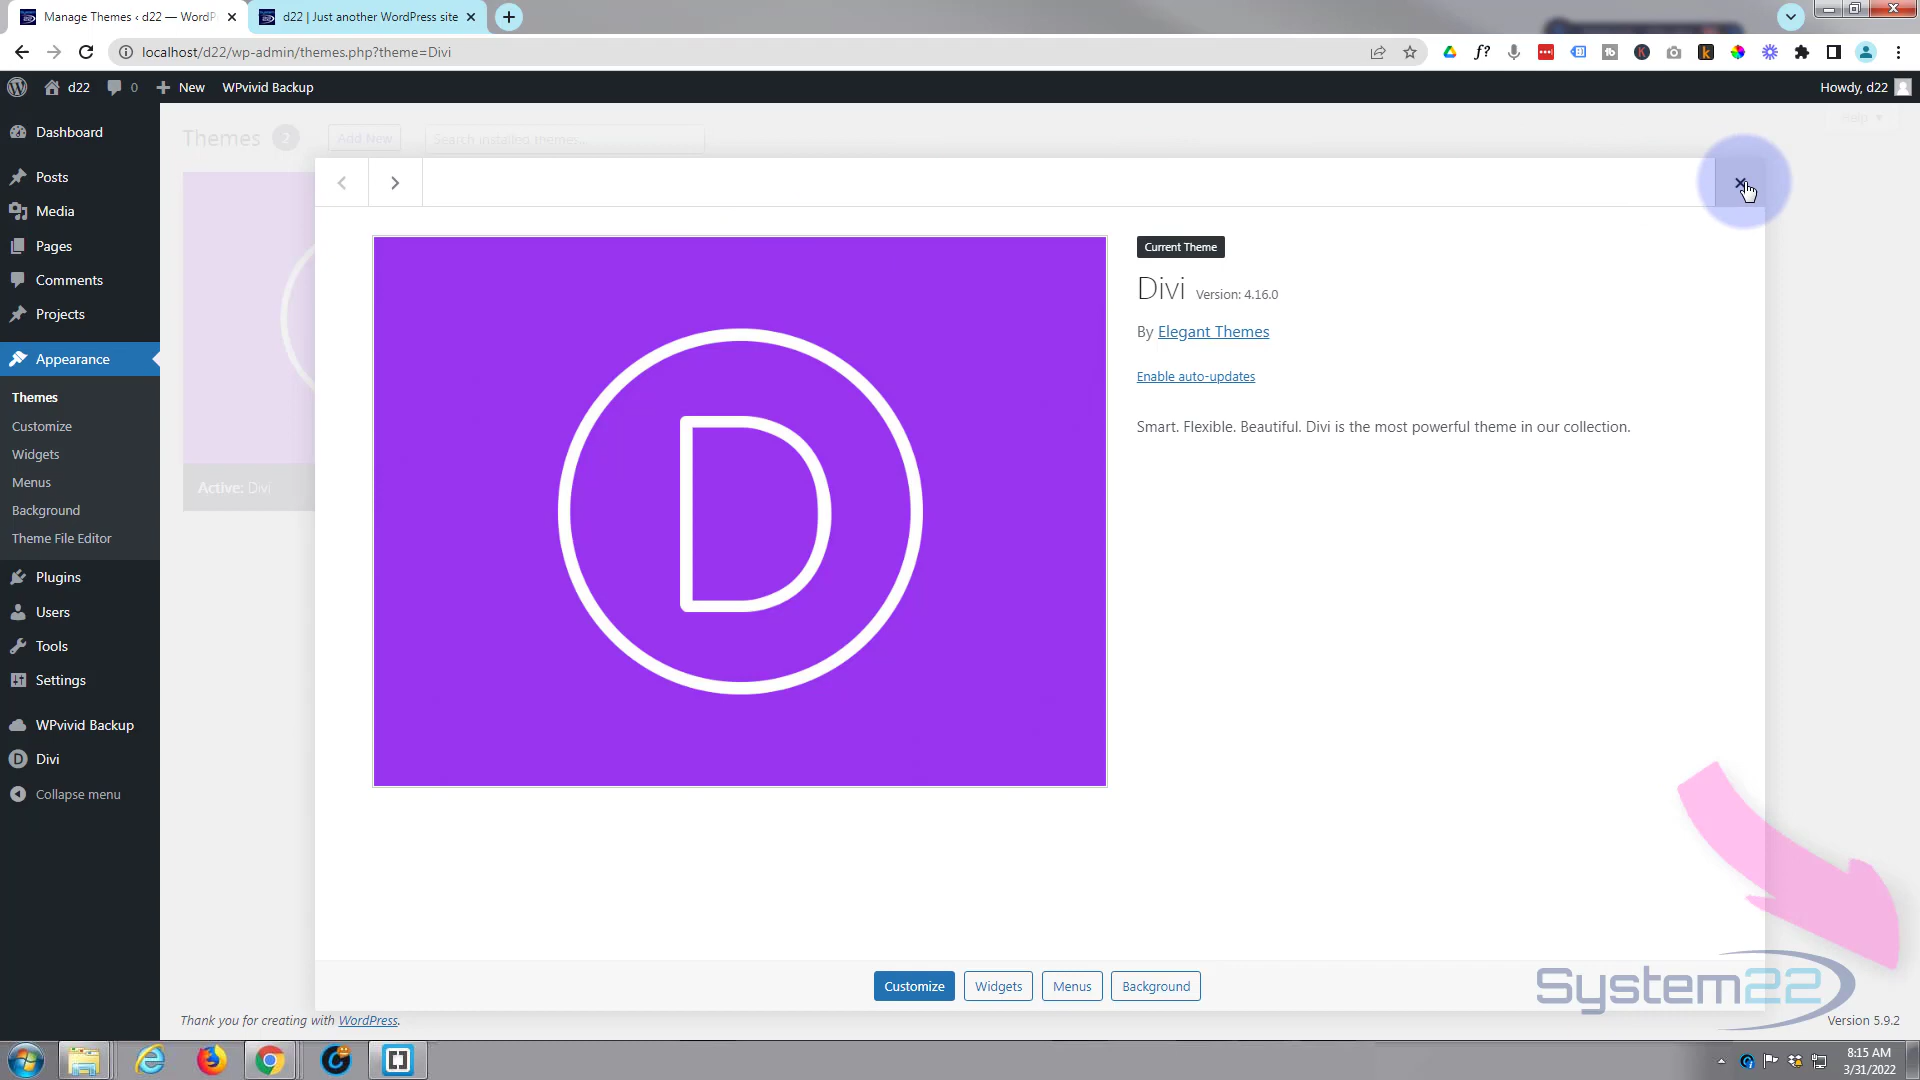 Manage Themes ‹ d22 — WordP
d22 | Just another WordPress site
localhost/d22/wp-admin/themes.php?theme=Divi
d22
0
New
WPvivid Backup
Howdy, d22
Dashboard
Posts
Media
Pages
Comments
Projects
Appearance
Themes
Customize
Widgets
Menus
Background
Theme File Editor
Plugins
Users
Tools
Settings
WPvivid Backup
Divi
Collapse menu
Themes 2
Add New
Search installed themes...
Help
Active: Divi
Current Theme
Divi Version: 4.16.0
By Elegant Themes
Enable auto-updates
Smart. Flexible. Beautiful. Divi is the most powerful theme in our collection.
D
Customize
Widgets
Menus
Background
System22
Thank you for creating with WordPress.
Version 5.9.2
8:15 AM
3/31/2022